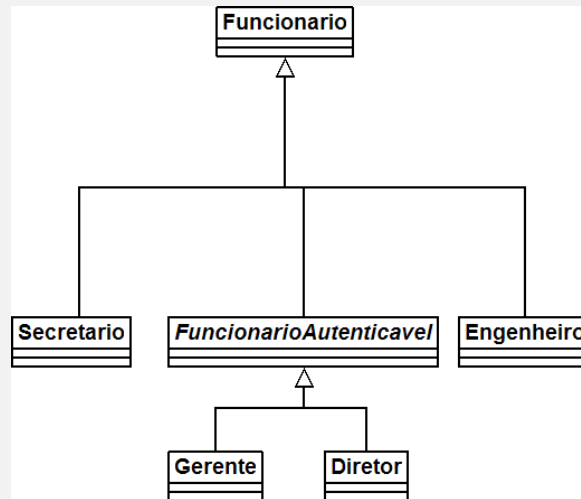 Funcionario
Secretario
FuncionarioAutenticavel
Engenheiro
Gerente
Diretor